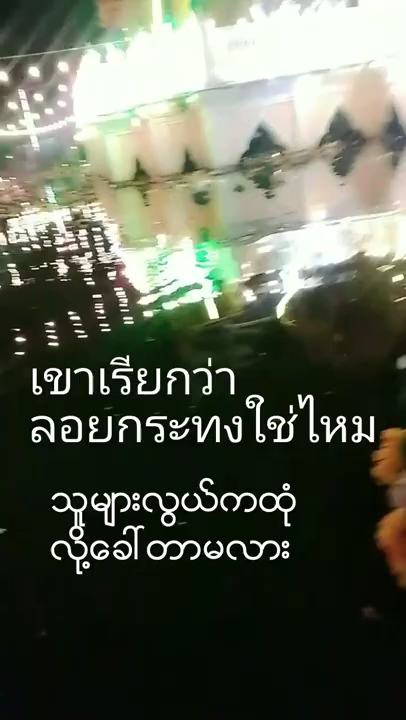 เขาเรียกว่า
ลอยกระทงใช่ไหม
သူများလွယ်ကထုံ
လို့ခေါ်တာမလား